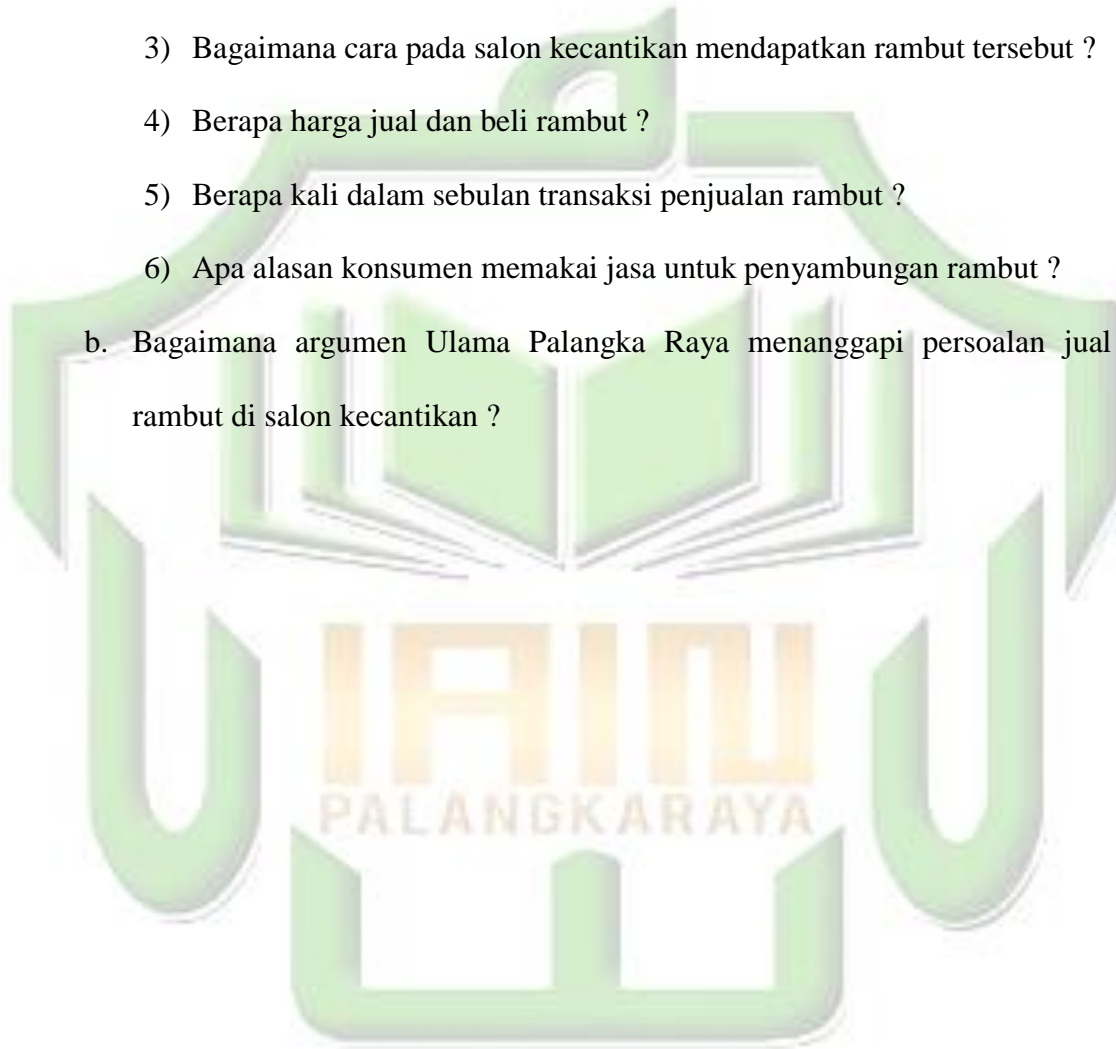 3) Bagaimana cara pada salon kecantikan mendapatkan rambut tersebut ?
4) Berapa harga jual dan beli rambut ?
5) Berapa kali dalam sebulan transaksi penjualan rambut ?
6) Apa alasan konsumen memakai jasa untuk penyambungan rambut ?
b. Bagaimana argumen Ulama Palangka Raya menanggapi persoalan jual
rambut di salon kecantikan ?
IAIN
PALANGKARAYA